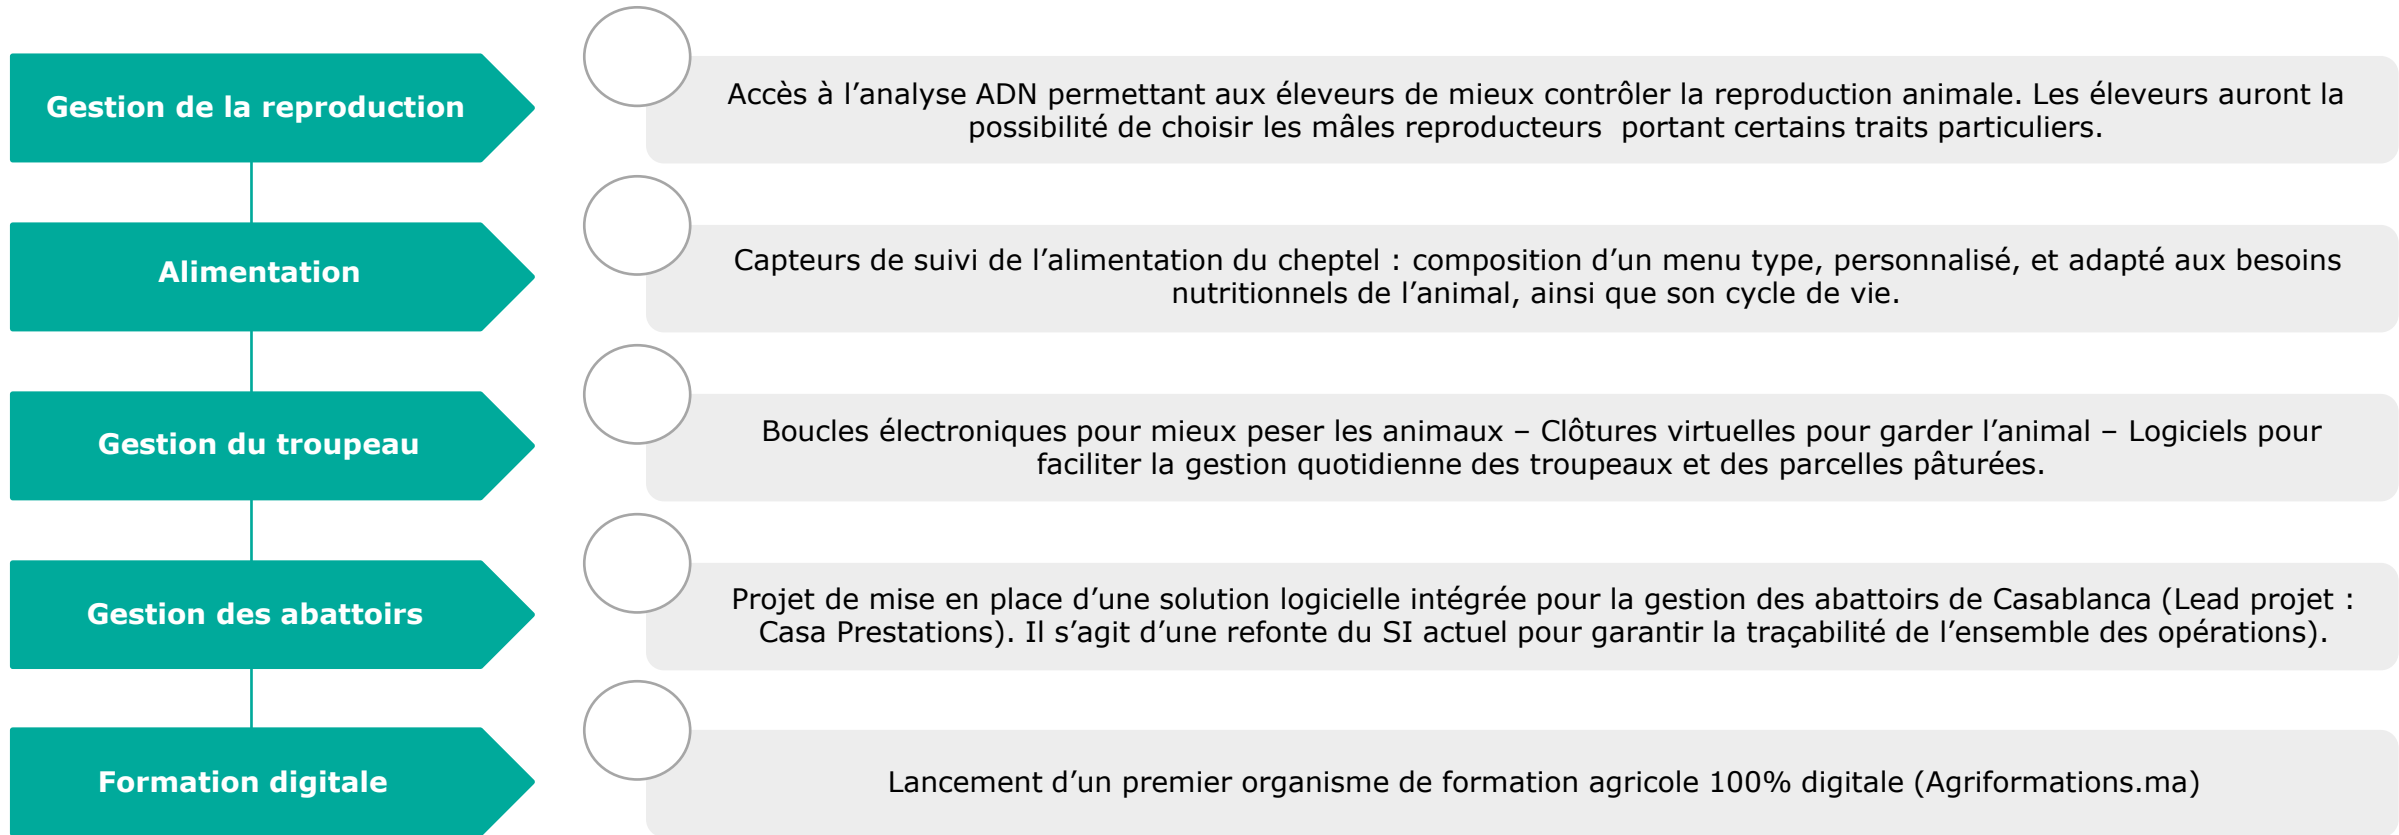 Gestion de la reproduction
Accès à l’analyse ADN permettant aux éleveurs de mieux contrôler la reproduction animale. Les éleveurs auront la
possibilité de choisir les mâles reproducteurs  portant certains traits particuliers.
Alimentation
Capteurs de suivi de l’alimentation du cheptel : composition d’un menu type, personnalisé, et adapté aux besoins
nutritionnels de l’animal, ainsi que son cycle de vie.
Gestion du troupeau
Boucles électroniques pour mieux peser les animaux – Clôtures virtuelles pour garder l’animal – Logiciels pour
faciliter la gestion quotidienne des troupeaux et des parcelles pâturées.
Gestion des abattoirs
Projet de mise en place d’une solution logicielle intégrée pour la gestion des abattoirs de Casablanca (Lead projet :
Casa Prestations). Il s’agit d’une refonte du SI actuel pour garantir la traçabilité de l’ensemble des opérations).
Formation digitale
Lancement d’un premier organisme de formation agricole 100% digitale (Agriformations.ma)